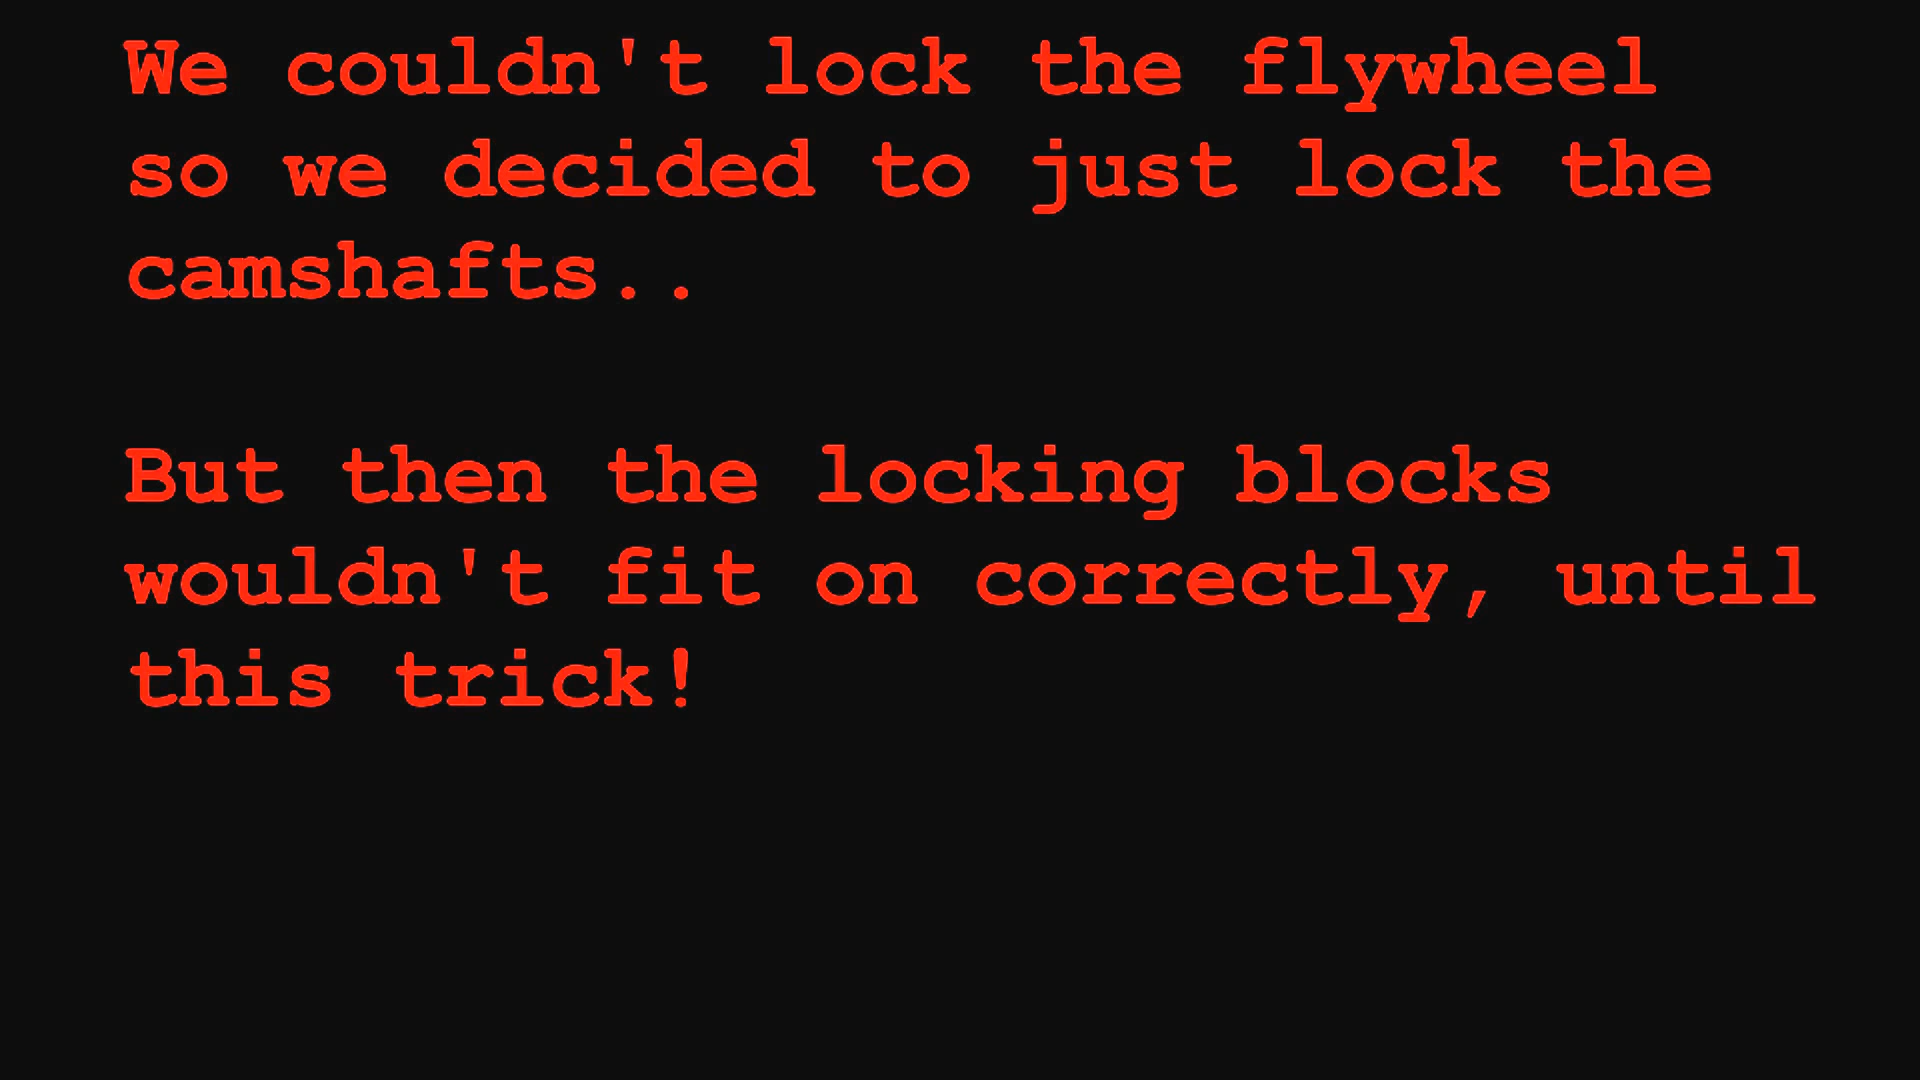 We couldn't lock the flywheel
so we decided to just lock the
camshafts..
But then the locking blocks
wouldn't fit on correctly, until
this trick!